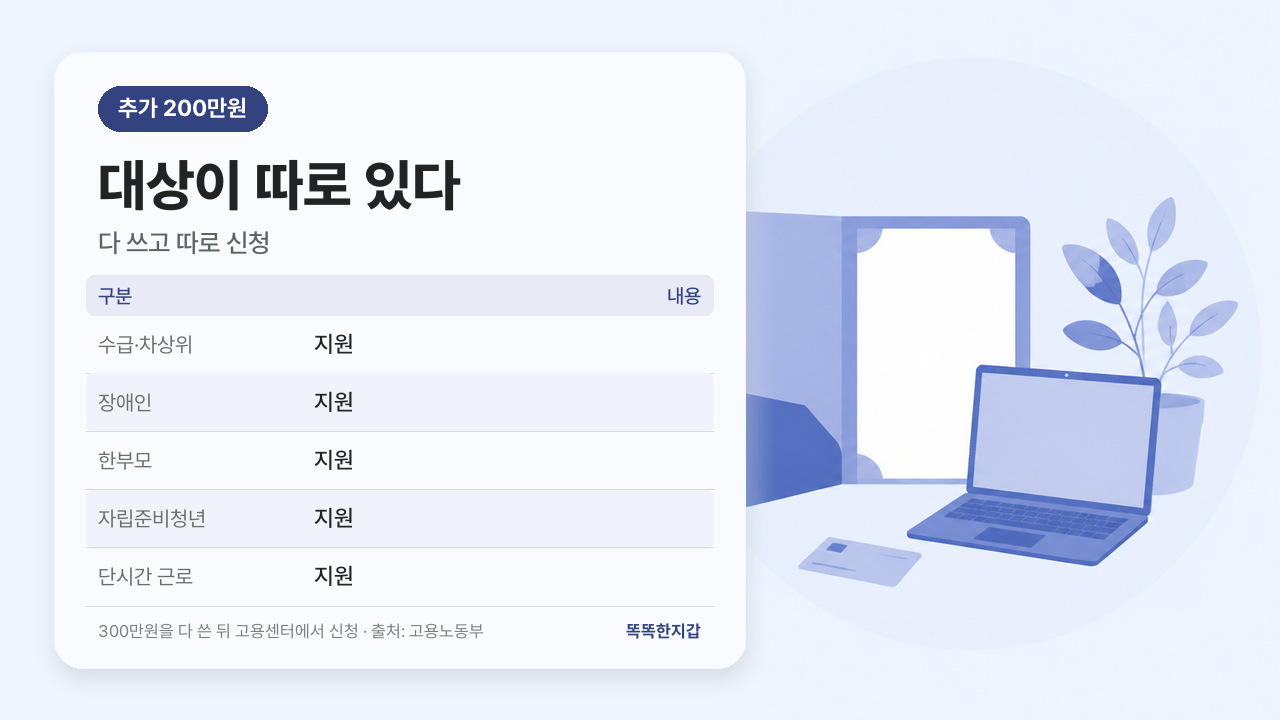 추가 200만원
대상이 따로 있다
다 쓰고 따로 신청
구분 내용
수급·차상위 지원
장애인 지원
한부모 지원
자립준비청년 지원
단시간 근로 지원
300만원을 다 쓴 뒤 고용센터에서 신청 · 출처: 고용노동부 똑똑한지갑